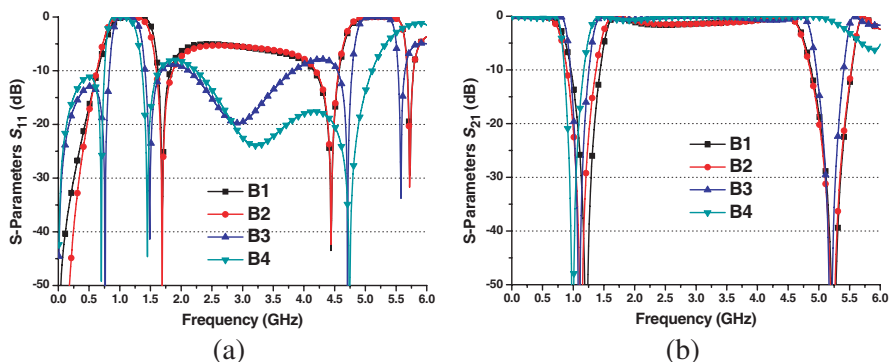 S-Parameters S11 (dB)
0
-10
-20
-30
-40
-50
B1
B2
B3
B4
0.0 0.5 1.0 1.5 2.0 2.5 3.0 3.5 4.0 4.5 5.0 5.5 6.0
Frequency (GHz)
(a)
S-Parameters S21 (dB)
0
-10
-20
-30
-40
-50
B1
B2
B3
B4
0.0 0.5 1.0 1.5 2.0 2.5 3.0 3.5 4.0 4.5 5.0 5.5 6.0
Frequency (GHz)
(b)